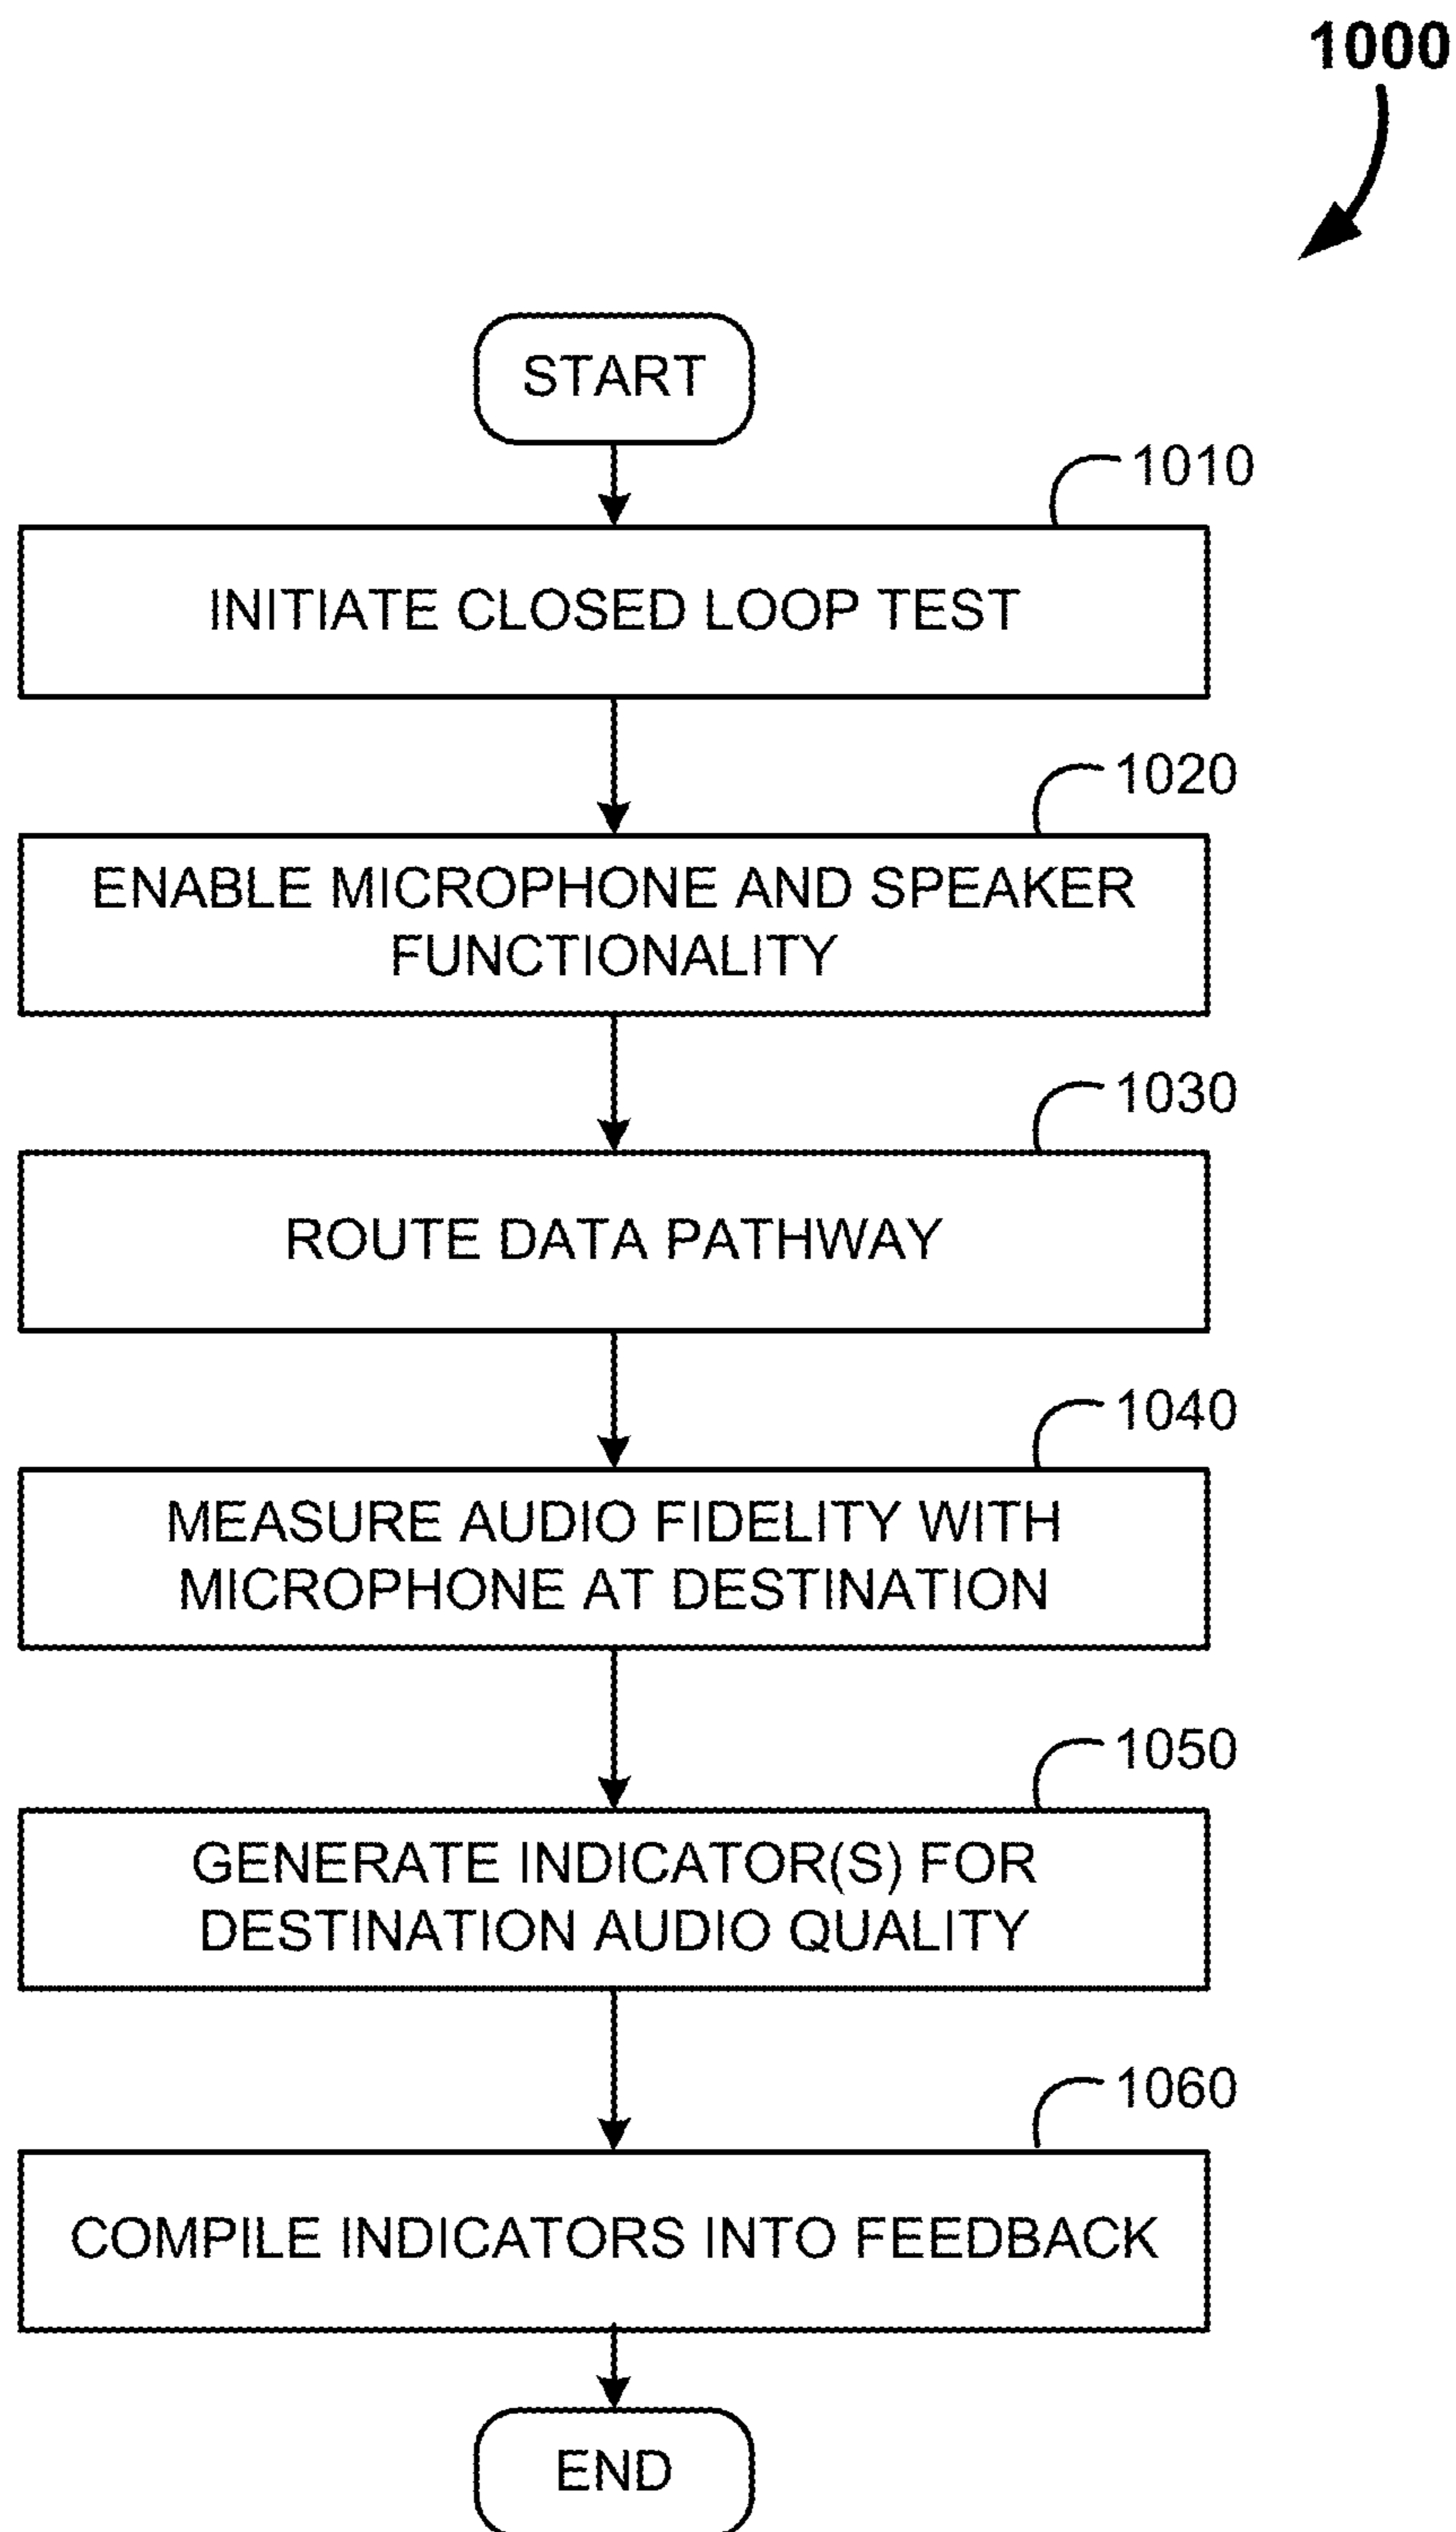 1000
START
1010
INITIATE CLOSED LOOP TEST
1020
ENABLE MICROPHONE AND SPEAKER
FUNCTIONALITY
1030
ROUTE DATA PATHWAY
1040
MEASURE AUDIO FIDELITY WITH
MICROPHONE AT DESTINATION
1050
GENERATE INDICATOR(S) FOR
DESTINATION AUDIO QUALITY
1060
COMPILE INDICATORS INTO FEEDBACK
END